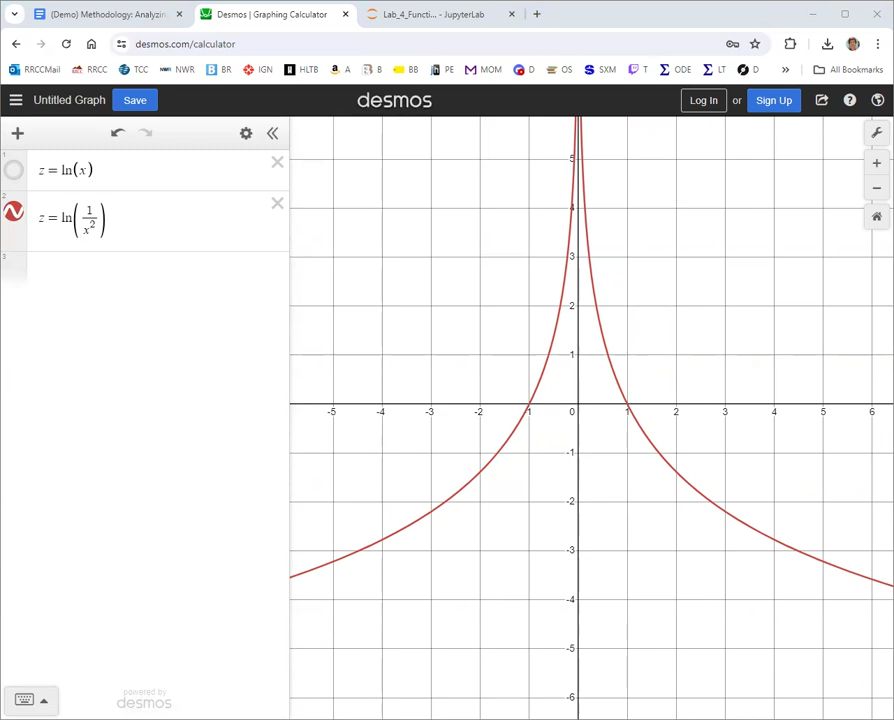 (Demo) Methodology: Analyzin
Desmos | Graphing Calculator
Lab_4_Functi... - JupyterLab
desmos.com/calculator
RRCCMail RRCC TCC NWR BR IGN HLTB A B BB PE MOM D OS SXM T ODE LT D » All Bookmarks
Untitled Graph Save desmos Log In or Sign Up
1
z = ln(x)
2
z = ln(1/x²)
3
5
4
3
2
1
-5 -4 -3 -2 -1 0 1 2 3 4 5 6
-1
-2
-3
-4
-5
-6
powered by
desmos